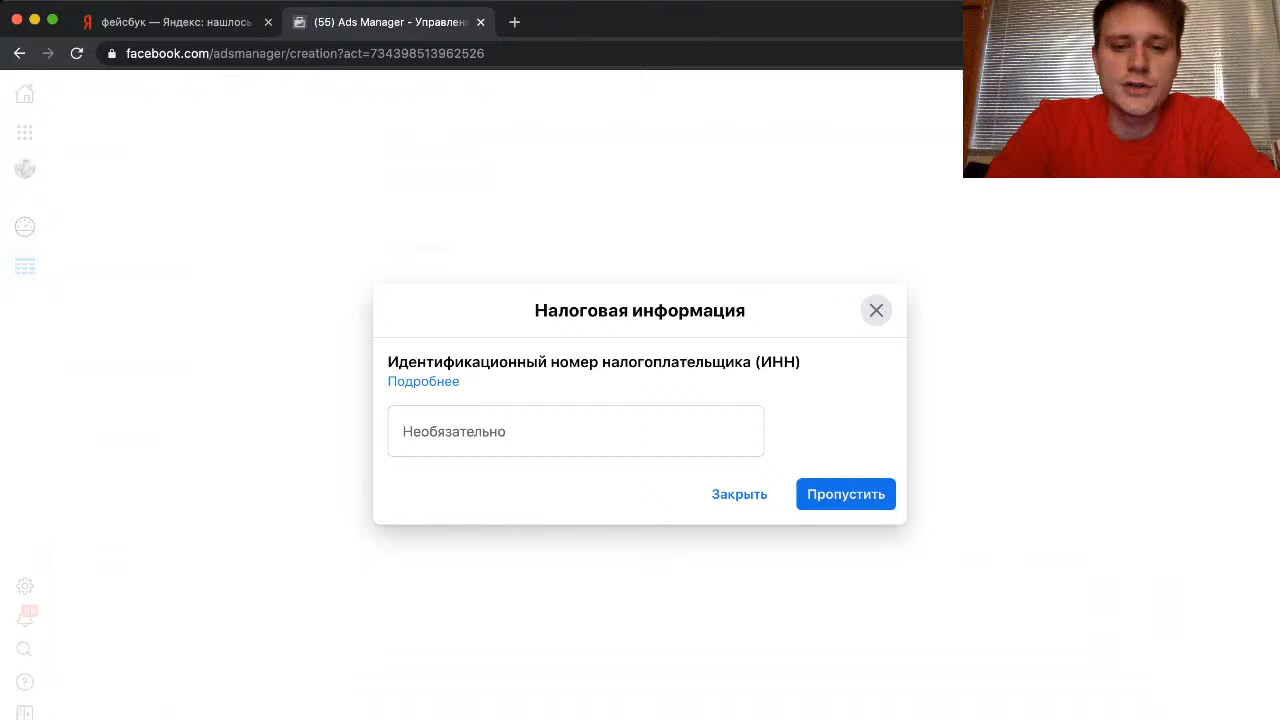 фейсбук — Яндекс: нашлось
(55) Ads Manager - Управлен
facebook.com/adsmanager/creation?act=734398513962526
Налоговая информация
Идентификационный номер налогоплательщика (ИНН)
Подробнее
Необязательно
Закрыть
Пропустить